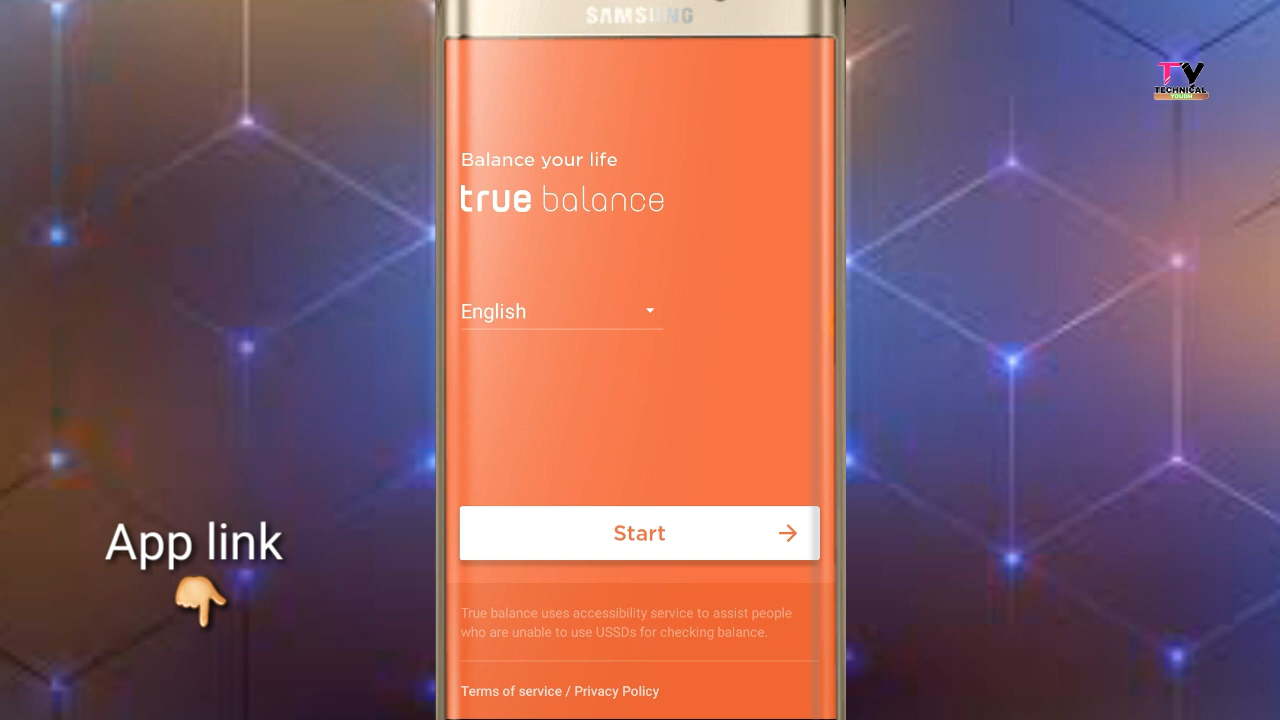 SAMSUNG
TY
TECHNICAL
Balance your life
true balance
English
Start
App link
True balance uses accessibility service to assist people
who are unable to use USSDs for checking balance.
Terms of service / Privacy Policy